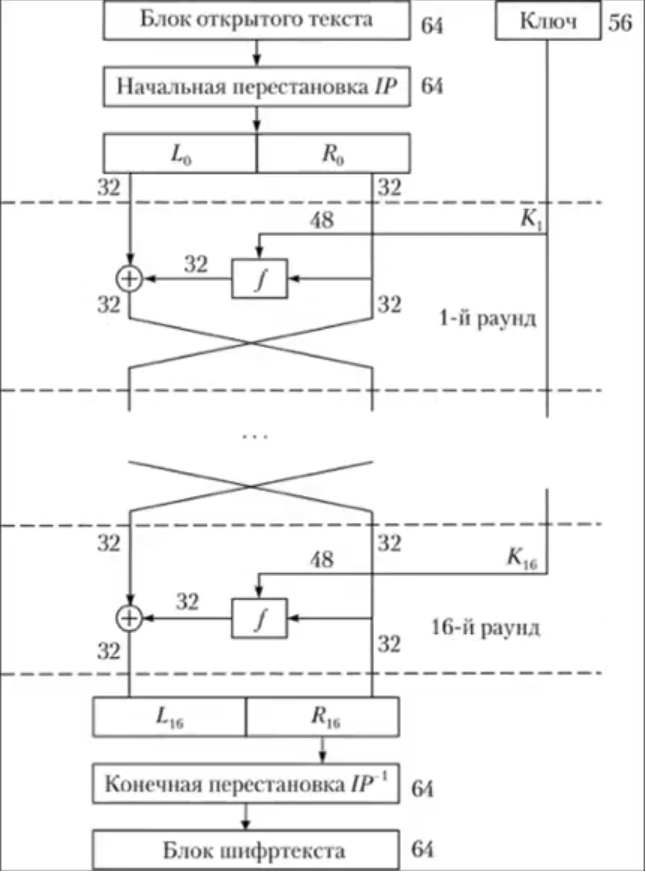 Блок открытого текста 64 Ключ 56
Начальная перестановка IP 64
L₀ R₀
32 32
48 K₁
32 f
32 32
1-й раунд
...
32 32
48 K₁₆
32 f
32 32
16-й раунд
L₁₆ R₁₆
Конечная перестановка IP⁻¹ 64
Блок шифртекста 64